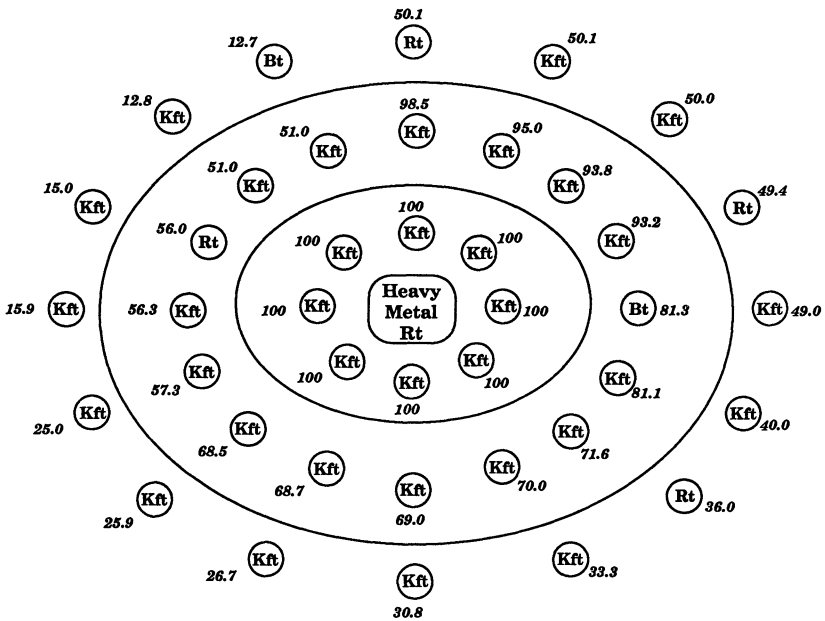 50.1
Rt
50.1
Kft
50.0
Kft
49.4
Rt
Kft 49.0
Kft 40.0
Rt 36.0
Kft 33.3
Kft
30.8
Kft
26.7
Kft
25.9
Kft
25.0
15.9 Kft
15.0
Kft
12.8
Kft
12.7
Bt
98.5
Kft
95.0
Kft
93.8
Kft
93.2
Kft
Bt 81.3
Kft
81.1
Kft
71.6
Kft
70.0
Kft
69.0
Kft
68.7
Kft
68.5
Kft
57.3
56.3 Kft
56.0
Rt
51.0
Kft
51.0
Kft
100
Kft
100
Kft
Kft 100
Kft
100
Kft
100
Kft
100
100 Kft
100
Kft
Heavy
Metal
Rt